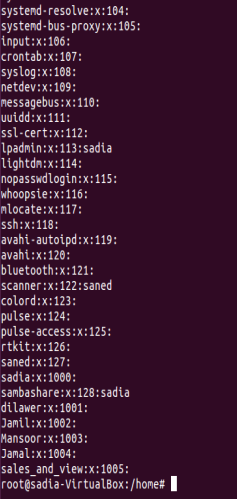 systemd-resolve:x:104:
systemd-bus-proxy:x:105:
input:x:106:
crontab:x:107:
syslog:x:108:
netdev:x:109:
messagebus:x:110:
uuidd:x:111:
ssl-cert:x:112:
lpadmin:x:113:sadia
lightdm:x:114:
nopasswdlogin:x:115:
whoopsie:x:116:
mlocate:x:117:
ssh:x:118:
avahi-autoipd:x:119:
avahi:x:120:
bluetooth:x:121:
scanner:x:122:saned
colord:x:123:
pulse:x:124:
pulse-access:x:125:
rtkit:x:126:
saned:x:127:
sadia:x:1000:
sambashare:x:128:sadia
dilawer:x:1001:
Jamil:x:1002:
Mansoor:x:1003:
Jamal:x:1004:
sales_and_view:x:1005:
root@sadia-VirtualBox:/home#